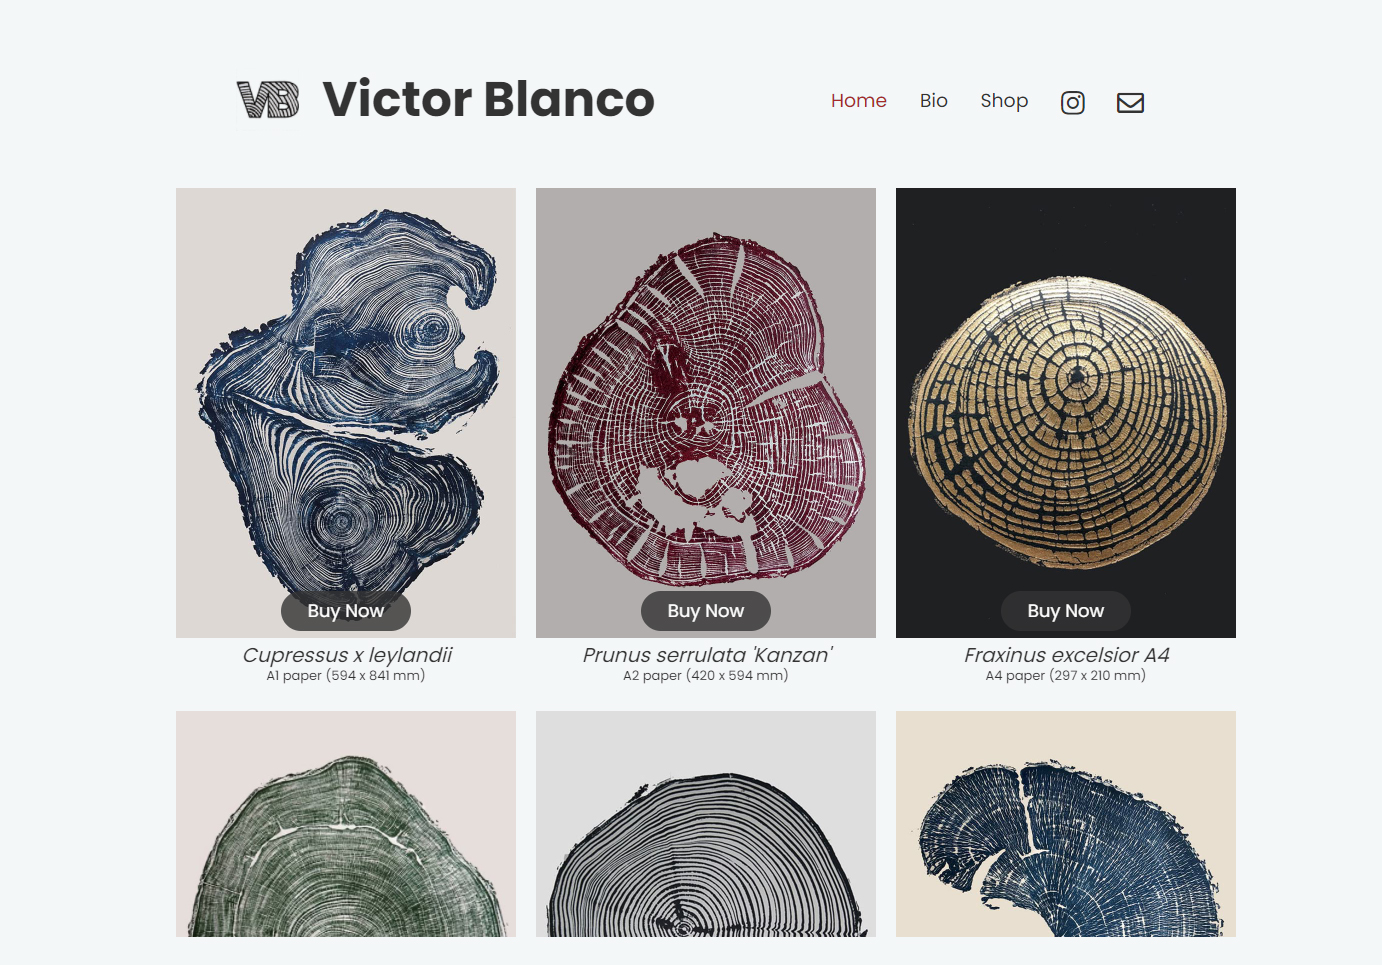 VB Victor Blanco
Home Bio Shop
Buy Now Buy Now Buy Now
Cupressus x leylandii Prunus serrulata 'Kanzan' Fraxinus excelsior A4
A1 paper (594 x 841 mm) A2 paper (420 x 594 mm) A4 paper (297 x 210 mm)